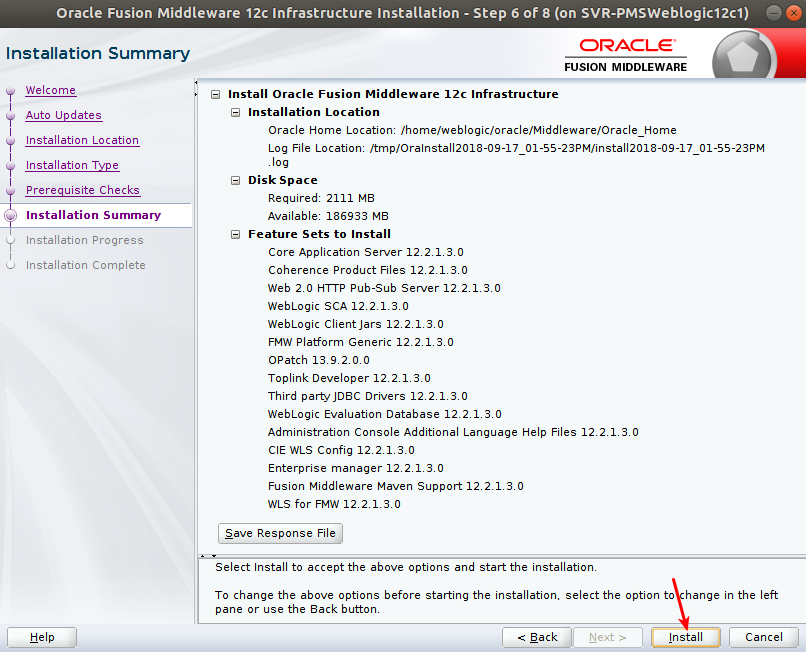 Oracle Fusion Middleware 12c Infrastructure Installation - Step 6 of 8 (on SVR-PMSWeblogic12c1)
Installation Summary
ORACLE®
FUSION MIDDLEWARE
Welcome
Auto Updates
Installation Location
Installation Type
Prerequisite Checks
Installation Summary
Installation Progress
Installation Complete
Install Oracle Fusion Middleware 12c Infrastructure
Installation Location
Oracle Home Location: /home/weblogic/oracle/Middleware/Oracle_Home
Log File Location: /tmp/OraInstall2018-09-17_01-55-23PM/install2018-09-17_01-55-23PM
.log
Disk Space
Required: 2111 MB
Available: 186933 MB
Feature Sets to Install
Core Application Server 12.2.1.3.0
Coherence Product Files 12.2.1.3.0
Web 2.0 HTTP Pub-Sub Server 12.2.1.3.0
WebLogic SCA 12.2.1.3.0
WebLogic Client Jars 12.2.1.3.0
FMW Platform Generic 12.2.1.3.0
OPatch 13.9.2.0.0
Toplink Developer 12.2.1.3.0
Third party JDBC Drivers 12.2.1.3.0
WebLogic Evaluation Database 12.2.1.3.0
Administration Console Additional Language Help Files 12.2.1.3.0
CIE WLS Config 12.2.1.3.0
Enterprise manager 12.2.1.3.0
Fusion Middleware Maven Support 12.2.1.3.0
WLS for FMW 12.2.1.3.0
Save Response File
Select Install to accept the above options and start the installation.
To change the above options before starting the installation, select the option to change in the left
pane or use the Back button.
Help
< Back
Next >
Install
Cancel